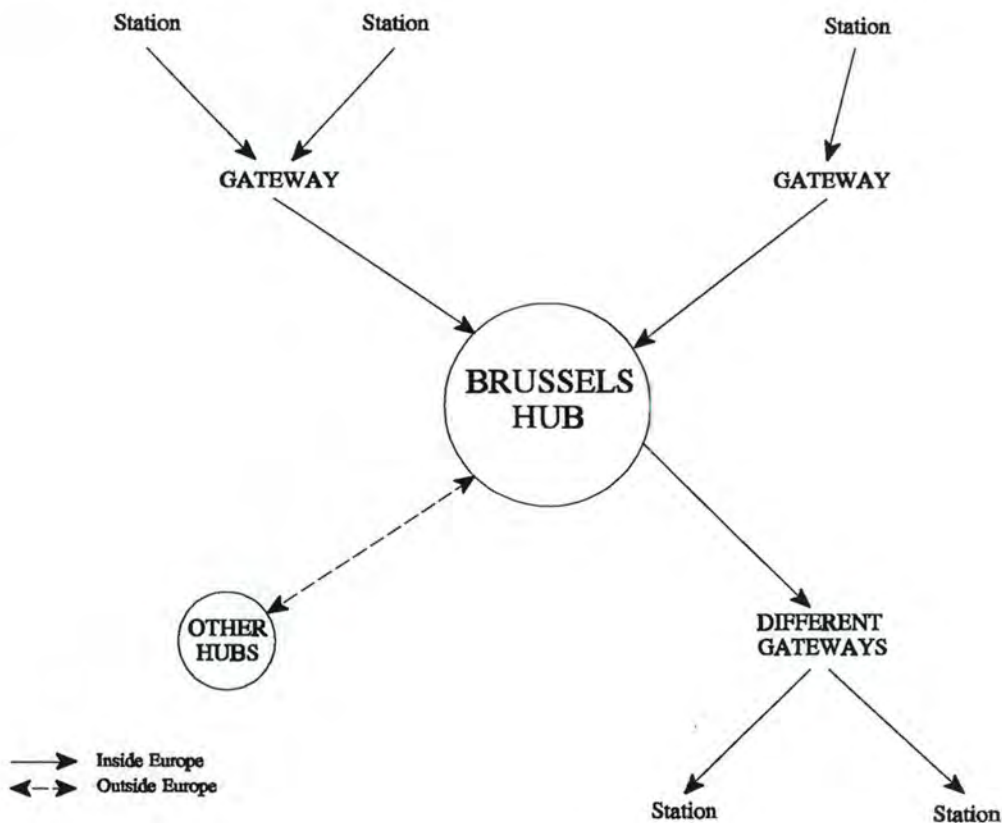 Station
Station
Station
GATEWAY
GATEWAY
BRUSSELS
HUB
OTHER
HUBS
DIFFERENT
GATEWAYS
Inside Europe
Outside Europe
Station
Station